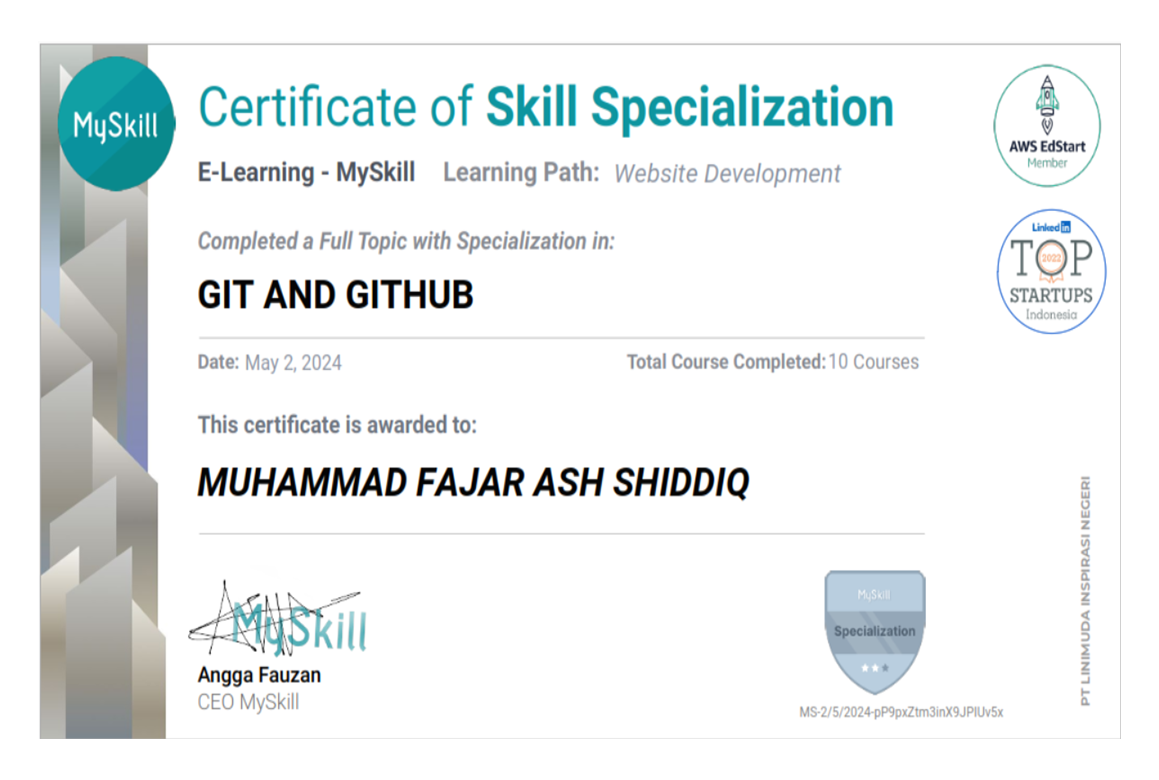 MySkill
Certificate of Skill Specialization
AWS EdStart
Member
E-Learning - MySkill Learning Path: Website Development
Linked in
TOP
2022
STARTUPS
Indonesia
Completed a Full Topic with Specialization in:
GIT AND GITHUB
Date: May 2, 2024 Total Course Completed: 10 Courses
This certificate is awarded to:
MUHAMMAD FAJAR ASH SHIDDIQ
MySkill
Angga Fauzan
CEO MySkill
MySkill
Specialization
MS-2/5/2024-pP9pxZtm3inX9JPIUv5x
PT LINIMUDA INSPIRASI NEGERI